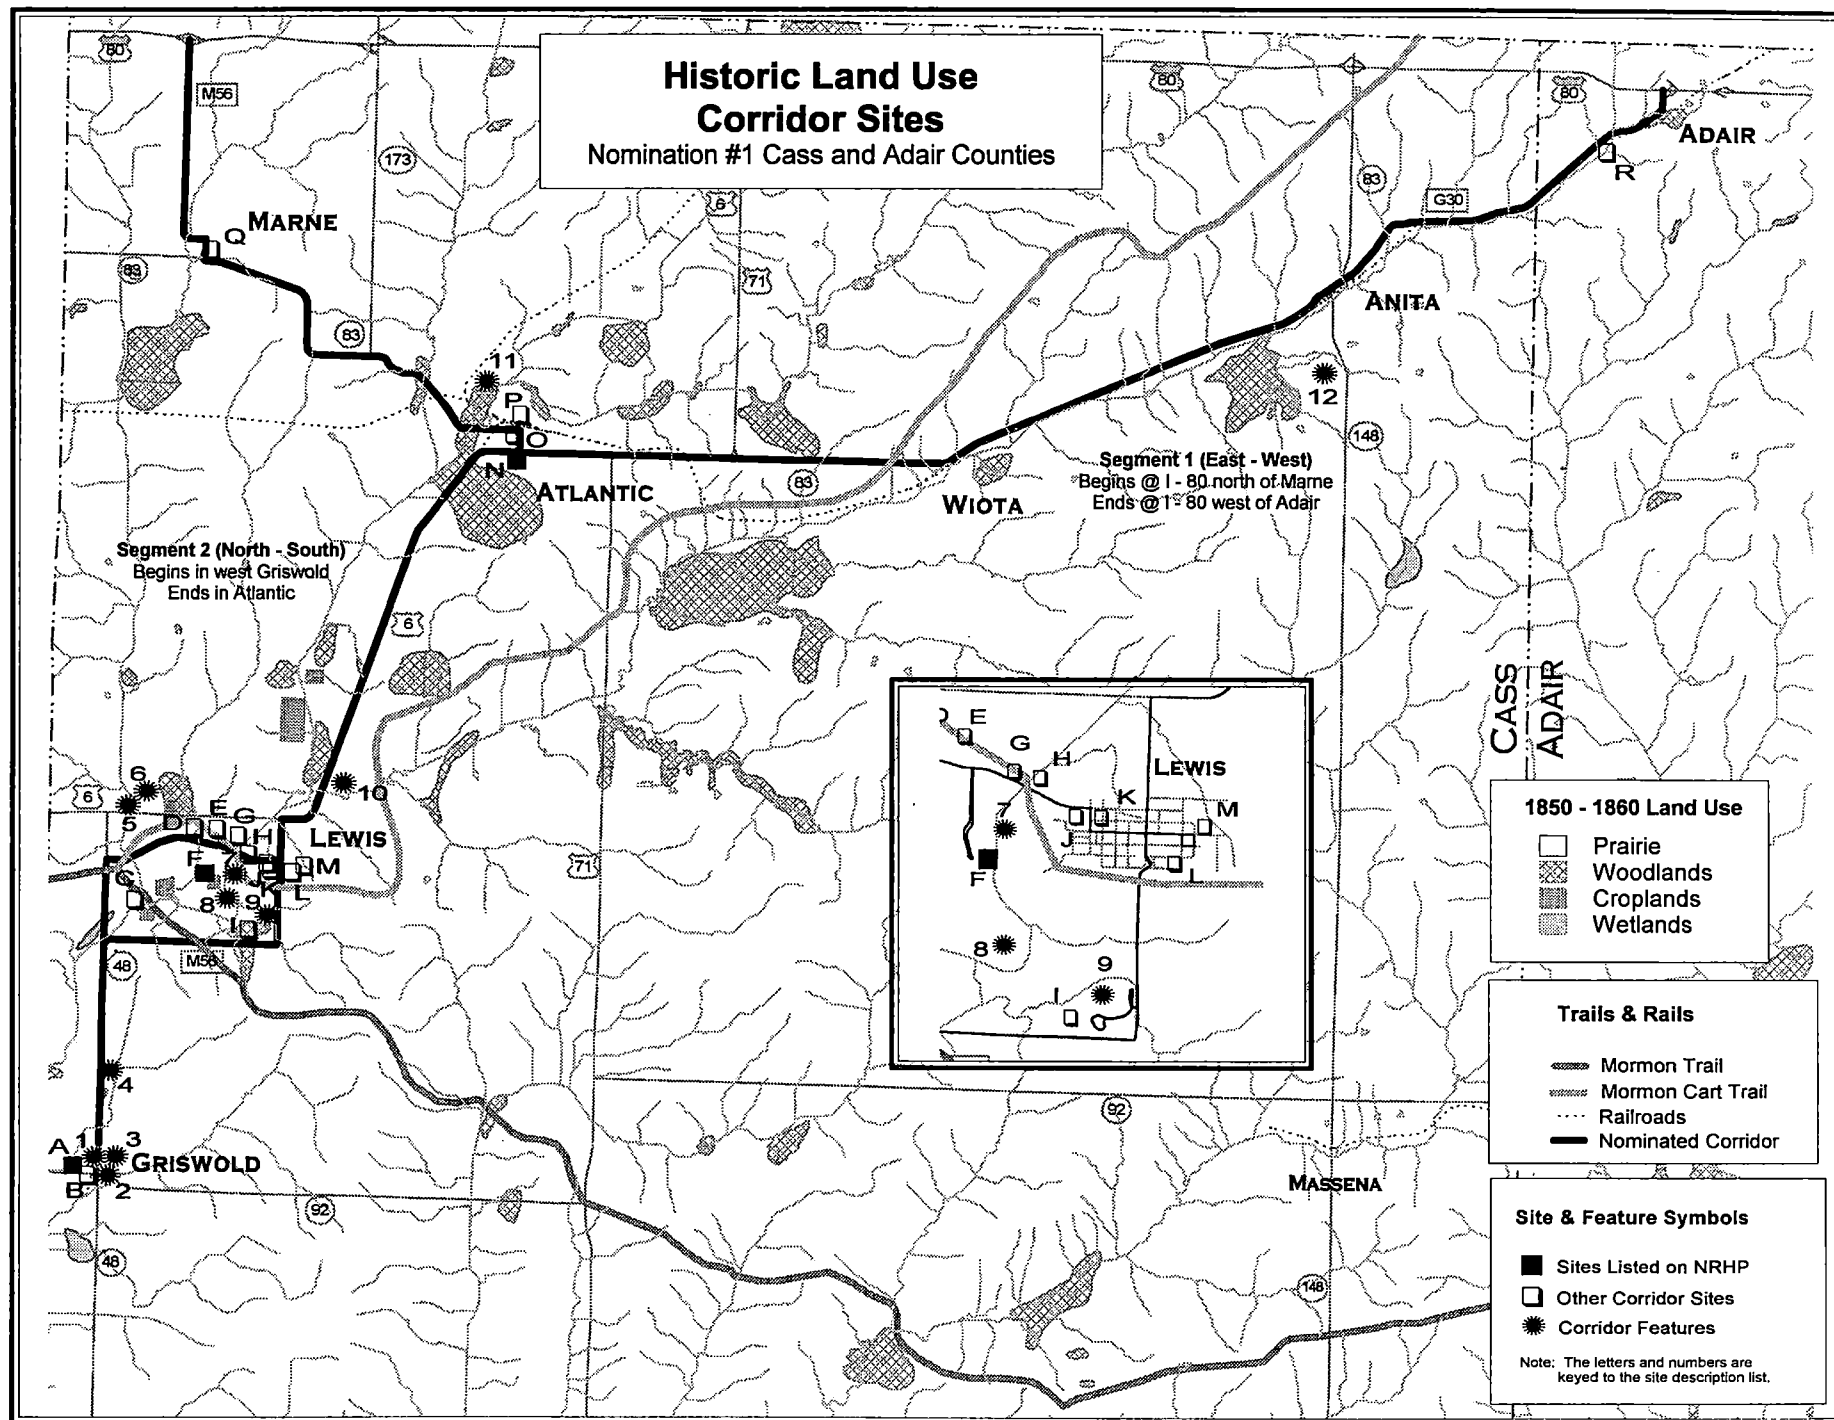 Historic Land Use
Corridor Sites
Nomination #1 Cass and Adair Counties
80
M56
173
80
80
ADAIR
R
6
83
G30
Q
MARNE
83
71
ANITA
83
11
12
P
O
N
ATLANTIC
83
WIOTA
148
Segment 1 (East - West)
Begins @ I - 80 north of Marne
Ends @ I - 80 west of Adair
Segment 2 (North - South)
Begins in west Griswold
Ends in Atlantic
6
CASS
ADAIR
6
6
5
10
D
E
G
H
LEWIS
F
7
J
K
M
L
C
8
9
I
71
M56
48
4
A
1
3
GRISWOLD
B
2
92
48
D
E
G
H
LEWIS
K
M
7
J
F
L
8
9
I
92
MASSENA
148
1850 - 1860 Land Use
Prairie
Woodlands
Croplands
Wetlands
Trails & Rails
Mormon Trail
Mormon Cart Trail
Railroads
Nominated Corridor
Site & Feature Symbols
Sites Listed on NRHP
Other Corridor Sites
Corridor Features
Note: The letters and numbers are
keyed to the site description list.